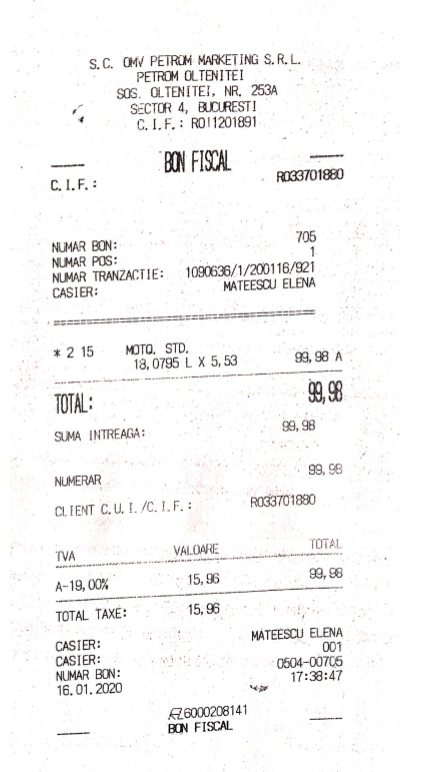 S.C. OMV PETROM MARKETING S.R.L.
PETROM OLTENITEI
SOS. OLTENITEI, NR. 253A
SECTOR 4, BUCURESTI
C.I.F.: RO11201891
BON FISCAL
C.I.F.: RO33701880
NUMAR BON: 705
NUMAR POS: 1
NUMAR TRANZACTIE: 1090636/1/200116/921
CASIER: MATEESCU ELENA
* 2 15 MOTO. STD.
18,0795 L X 5,53 99,98 A
TOTAL: 99,98
SUMA INTREAGA: 99,98
NUMERAR 99,98
CLIENT C.U.I./C.I.F.: RO33701880
TVA VALOARE TOTAL
A-19,00% 15,96 99,98
TOTAL TAXE: 15,96
CASIER: MATEESCU ELENA
CASIER: 001
NUMAR BON: 0504-00705
16.01.2020 17:38:47
6000208141
BON FISCAL